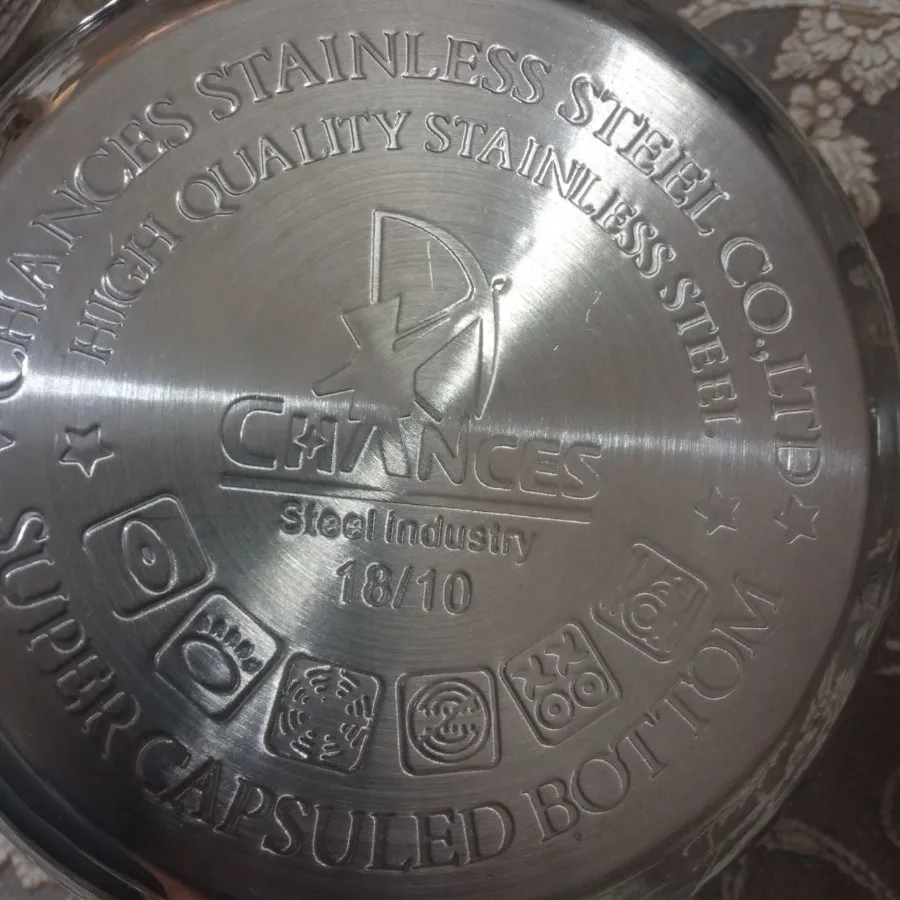 CHANCES STAINLESS STEEL CO.,LTD
HIGH QUALITY STAINLESS STEEL
CHANCES
Steel Industry
18/10
SUPER CAPSULED BOTTOM